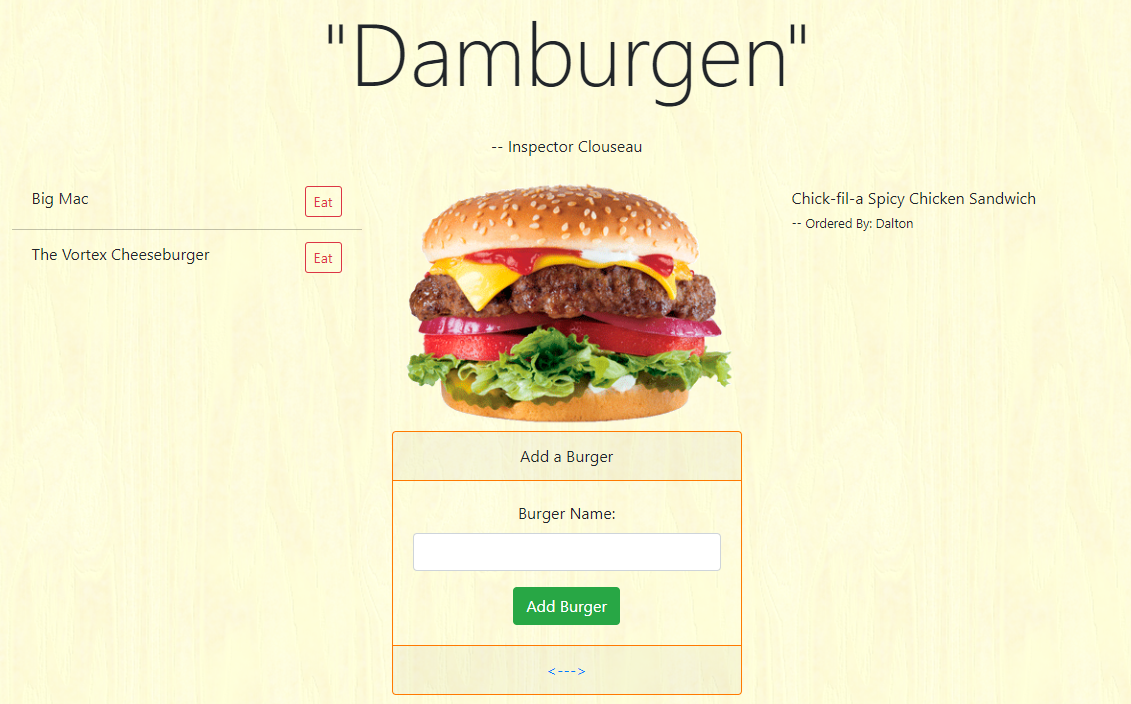 "Damburgen"
-- Inspector Clouseau
Big Mac
Eat
The Vortex Cheeseburger
Eat
Chick-fil-a Spicy Chicken Sandwich
-- Ordered By: Dalton
Add a Burger
Burger Name:
Add Burger
<--->